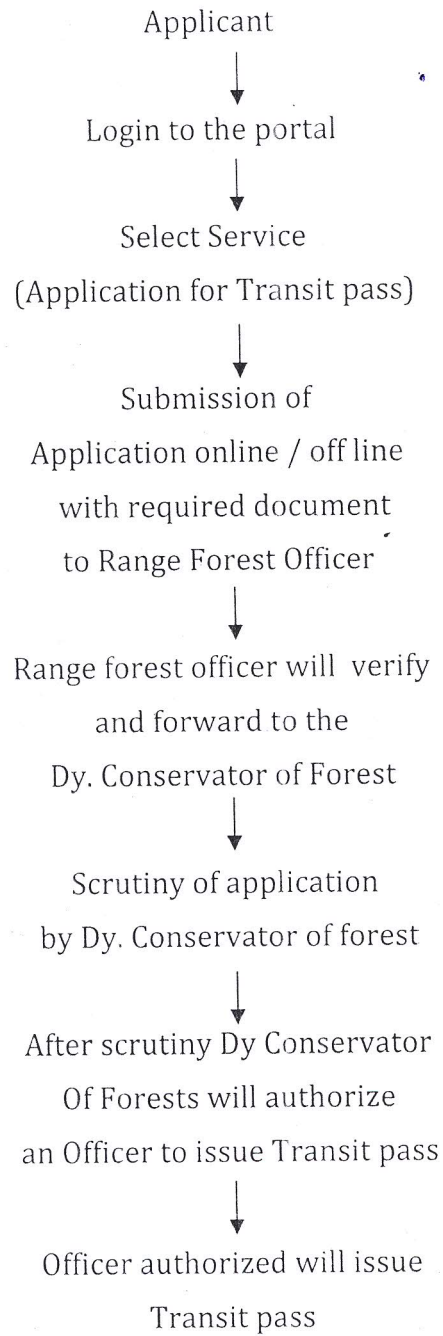 Applicant
Login to the portal
Select Service
(Application for Transit pass)
Submission of
Application online / off line
with required document
to Range Forest Officer
Range forest officer will verify
and forward to the
Dy. Conservator of Forest
Scrutiny of application
by Dy. Conservator of forest
After scrutiny Dy Conservator
Of Forests will authorize
an Officer to issue Transit pass
Officer authorized will issue
Transit pass